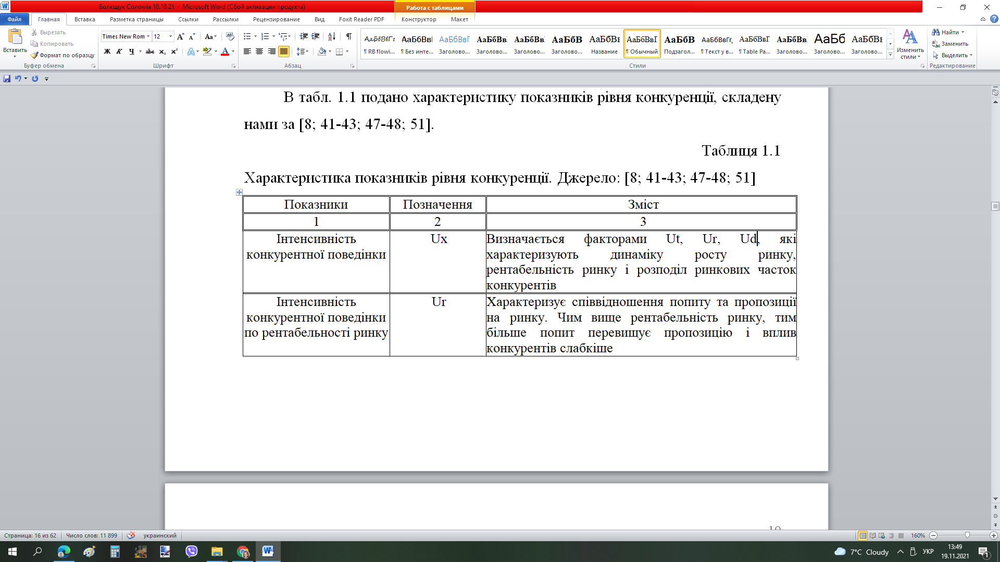 Болєщук Соломія 10.10.21 - Microsoft Word (Сбой активации продукта)
Работа с таблицами
Файл Главная Вставка Разметка страницы Ссылки Рассылки Рецензирование Вид Foxit Reader PDF Конструктор Макет
Вставить
Вырезать
Копировать
Формат по образцу
Буфер обмена
Times New Rom 12
Ж К Ч abc x₂ x²
Шрифт
Абзац
АаБбВвГг АаБбВвІ АаБбВвГ АаБбВв АаБбВв АаБбВ АаБбВı АаБбВвГ АаБбВ АаБбВвГг, АаБбВвГ АаБбВв АаБб АаБбВı
¶ RB flowi... ¶ Без инте... Заголово... Заголово... Заголово... Заголово... Название ¶ Обычный Подзагол... ¶ Текст у в... ¶ Table Pa... Заголово... Заголово... Заголово...
Стили
Изменить стили
Найти
Заменить
Выделить
Редактирование
В табл. 1.1 подано характеристику показників рівня конкуренції, складену
нами за [8; 41-43; 47-48; 51].
Таблиця 1.1
Характеристика показників рівня конкуренції. Джерело: [8; 41-43; 47-48; 51]
Показники Позначення Зміст
1 2 3
Інтенсивність
конкурентної поведінки
Ux
Визначається факторами Ut, Ur, Ud, які
характеризують динаміку росту ринку,
рентабельність ринку і розподіл ринкових часток
конкурентів
Інтенсивність
конкурентної поведінки
по рентабельності ринку
Ur
Характеризує співвідношення попиту та пропозиції
на ринку. Чим вище рентабельність ринку, тим
більше попит перевищує пропозицію і вплив
конкурентів слабкіше
Страница: 16 из 62 Число слов: 11 899 украинский 160%
7°C Cloudy УКР
13:49
19.11.2021
1